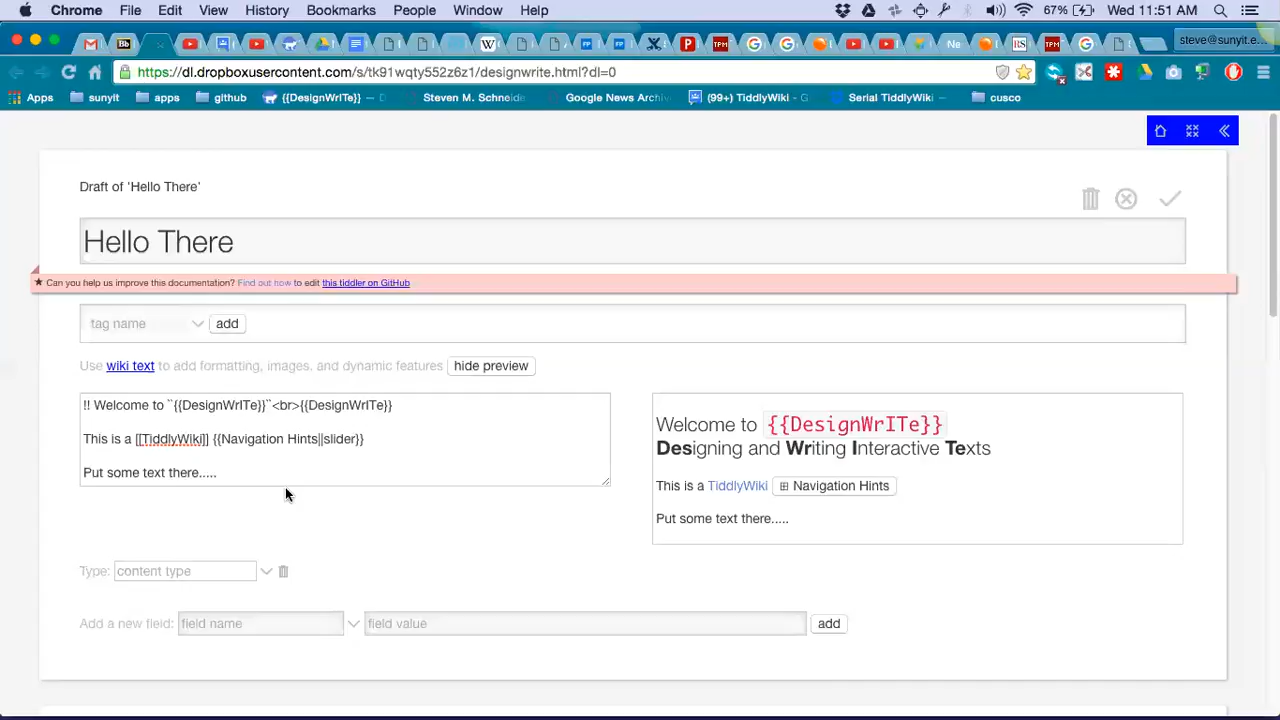 Chrome File Edit View History Bookmarks People Window Help 67% Wed 11:51 AM
steve@sunyit.e...
https://dl.dropboxusercontent.com/s/tk91wqty552z6z1/designwrite.html?dl=0
Apps sunyit apps github {{DesignWrITe}} — Steven M. Schneide Google News Archiv (99+) TiddlyWiki - G Serial TiddlyWiki — cusco
Draft of 'Hello There'
Hello There
★ Can you help us improve this documentation? Find out how to edit this tiddler on GitHub
tag name add
Use wiki text to add formatting, images. and dynamic features hide preview
!! Welcome to ``{{DesignWrITe}}``<br>{{DesignWrITe}}
This is a [[TiddlyWiki]] {{Navigation Hints||slider}}
Put some text there.....
Welcome to {{DesignWrITe}}
Designing and Writing Interactive Texts
This is a TiddlyWiki Navigation Hints
Put some text there.....
Type: content type
Add a new field: field name field value add